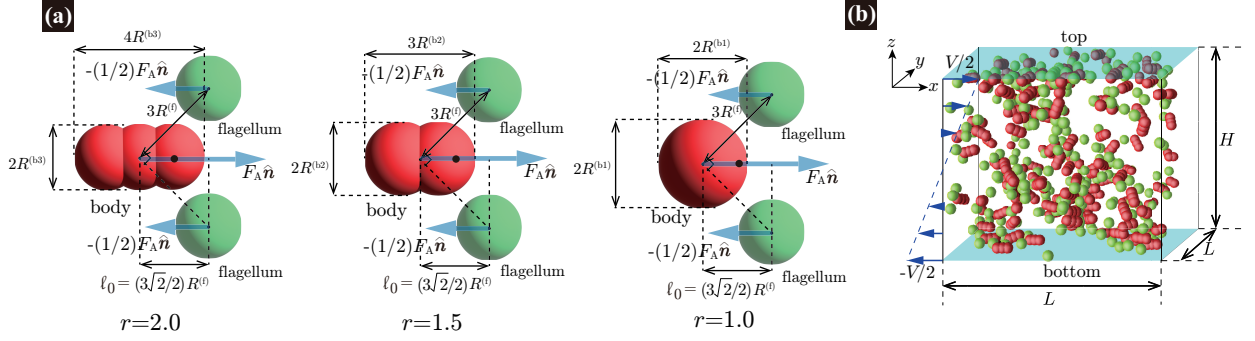 (a)
4R^(b3)
-(1/2)F_A n̂
3R^(f)
flagellum
2R^(b3)
F_A n̂
body
-(1/2)F_A n̂
flagellum
ℓ_0 = (3√2/2)R^(f)
r=2.0
3R^(b2)
-(1/2)F_A n̂
3R^(f)
flagellum
2R^(b2)
F_A n̂
body
-(1/2)F_A n̂
flagellum
ℓ_0 = (3√2/2)R^(f)
r=1.5
2R^(b1)
-(1/2)F_A n̂
3R^(f)
flagellum
2R^(b1)
F_A n̂
body
-(1/2)F_A n̂
flagellum
ℓ_0 = (3√2/2)R^(f)
r=1.0
(b)
z
y
x
top
V/2
H
-V/2
bottom
L
L